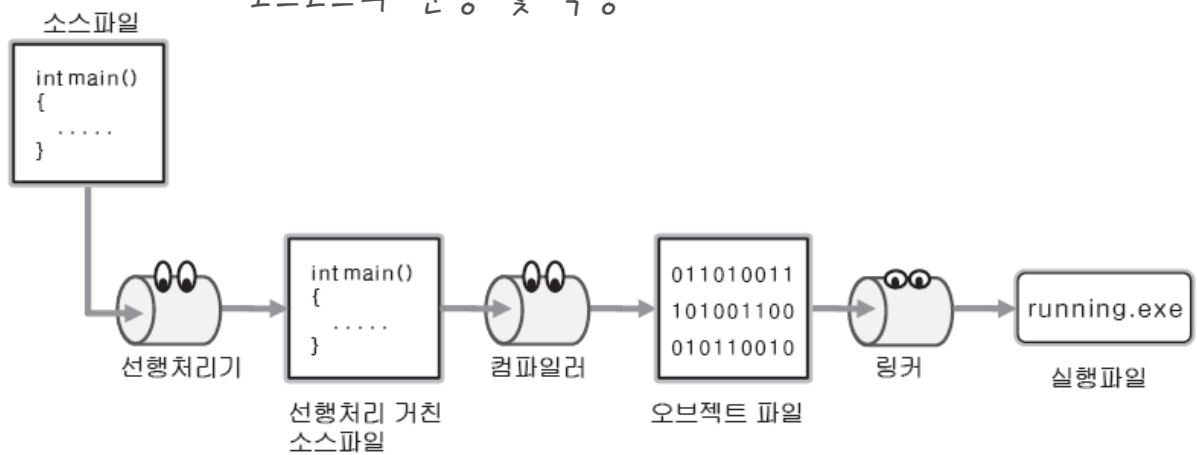 소스파일
int main()
{
.....
}
선행처리기
int main()
{
.....
}
선행처리 거친
소스파일
컴파일러
011010011
101001100
010110010
오브젝트 파일
링커
running.exe
실행파일